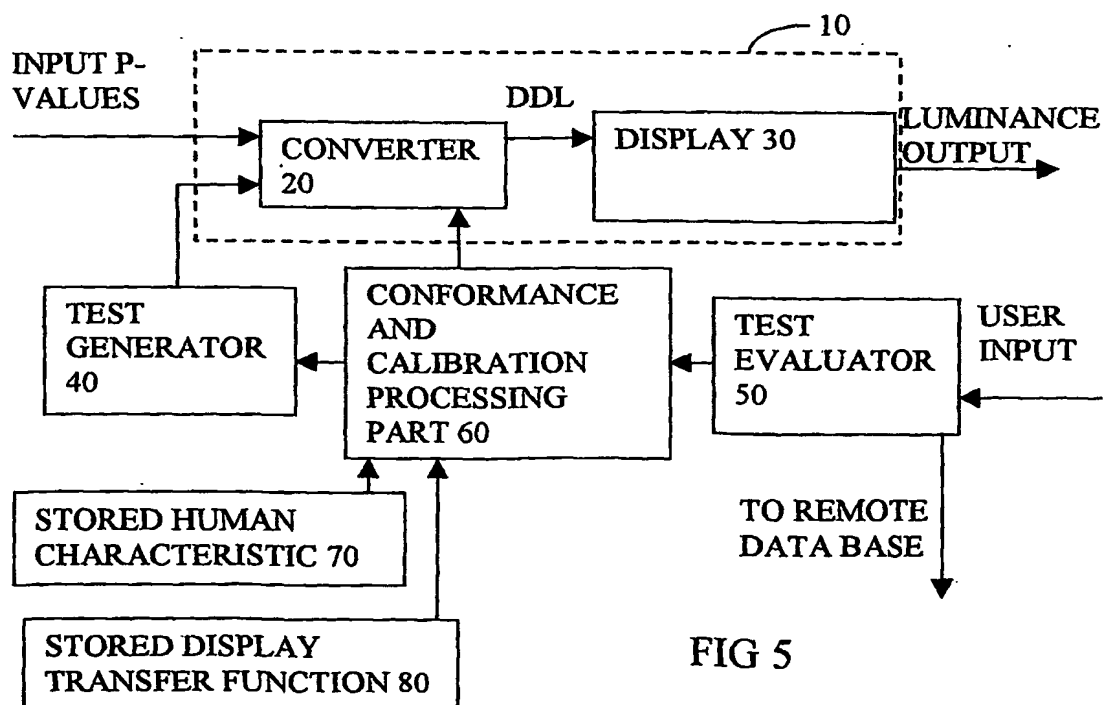 10
INPUT P-
VALUES
DDL
CONVERTER
20
DISPLAY 30
LUMINANCE
OUTPUT
TEST
GENERATOR
40
CONFORMANCE
AND
CALIBRATION
PROCESSING
PART 60
TEST
EVALUATOR
50
USER
INPUT
STORED HUMAN
CHARACTERISTIC 70
TO REMOTE
DATA BASE
STORED DISPLAY
TRANSFER FUNCTION 80
FIG 5